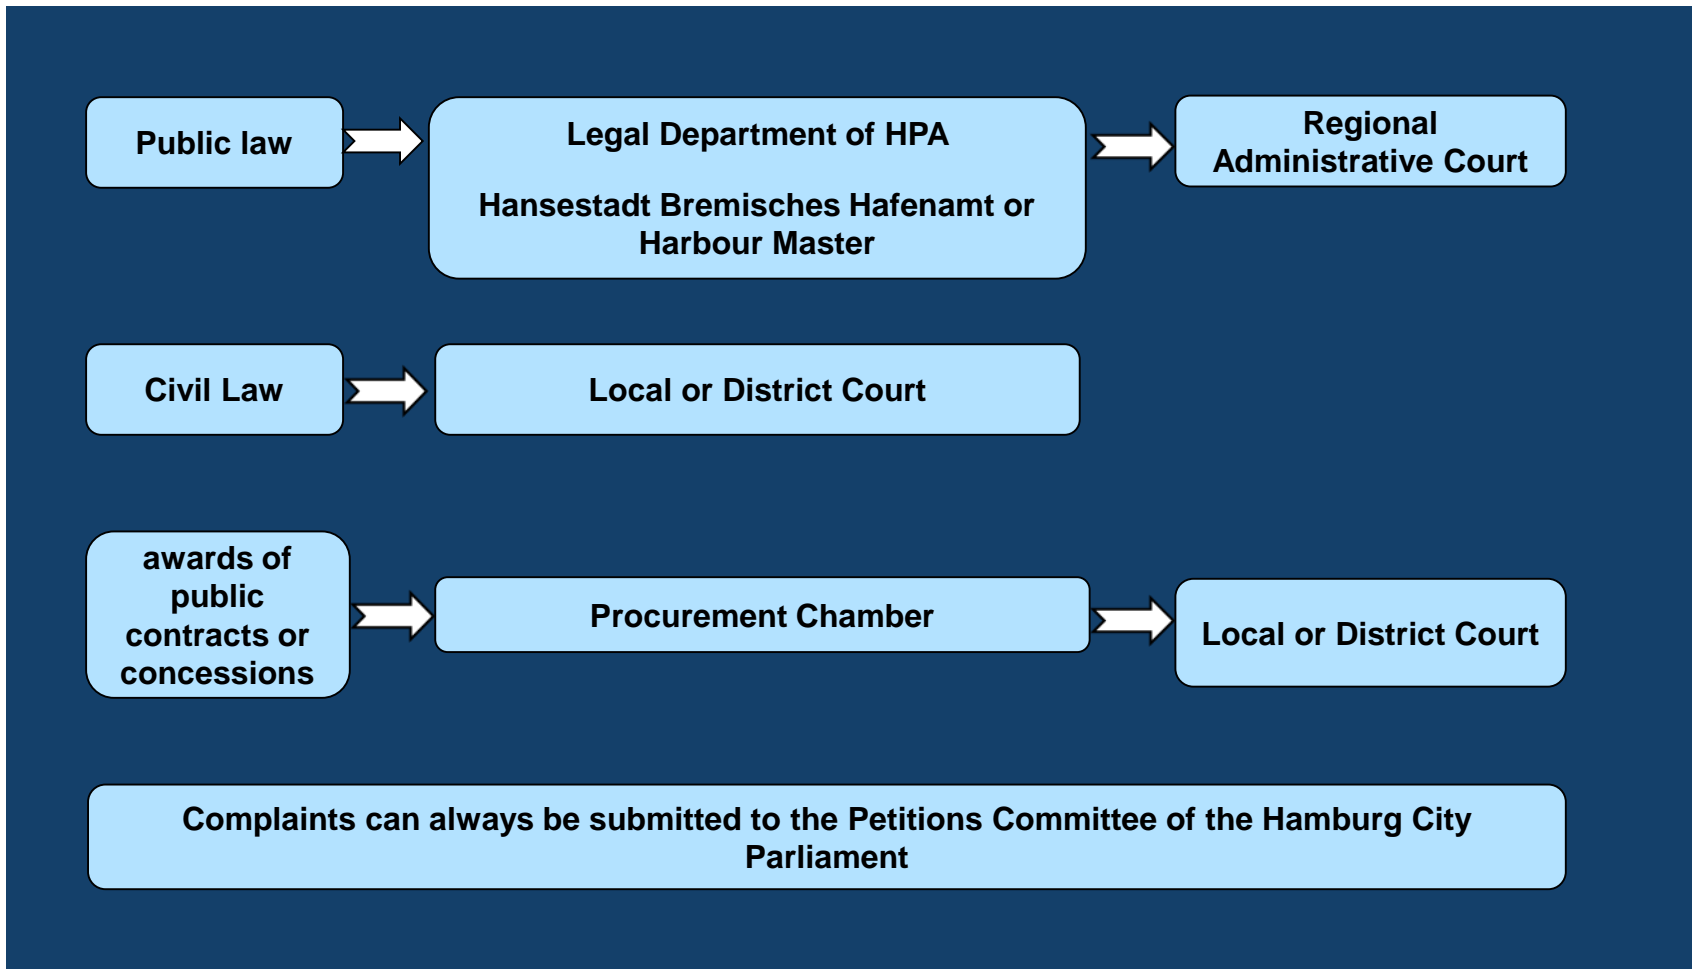 Public law
Legal Department of HPA
Hansestadt Bremisches Hafenamt or
Harbour Master
Regional
Administrative Court
Civil Law
Local or District Court
awards of
public
contracts or
concessions
Procurement Chamber
Local or District Court
Complaints can always be submitted to the Petitions Committee of the Hamburg City
Parliament